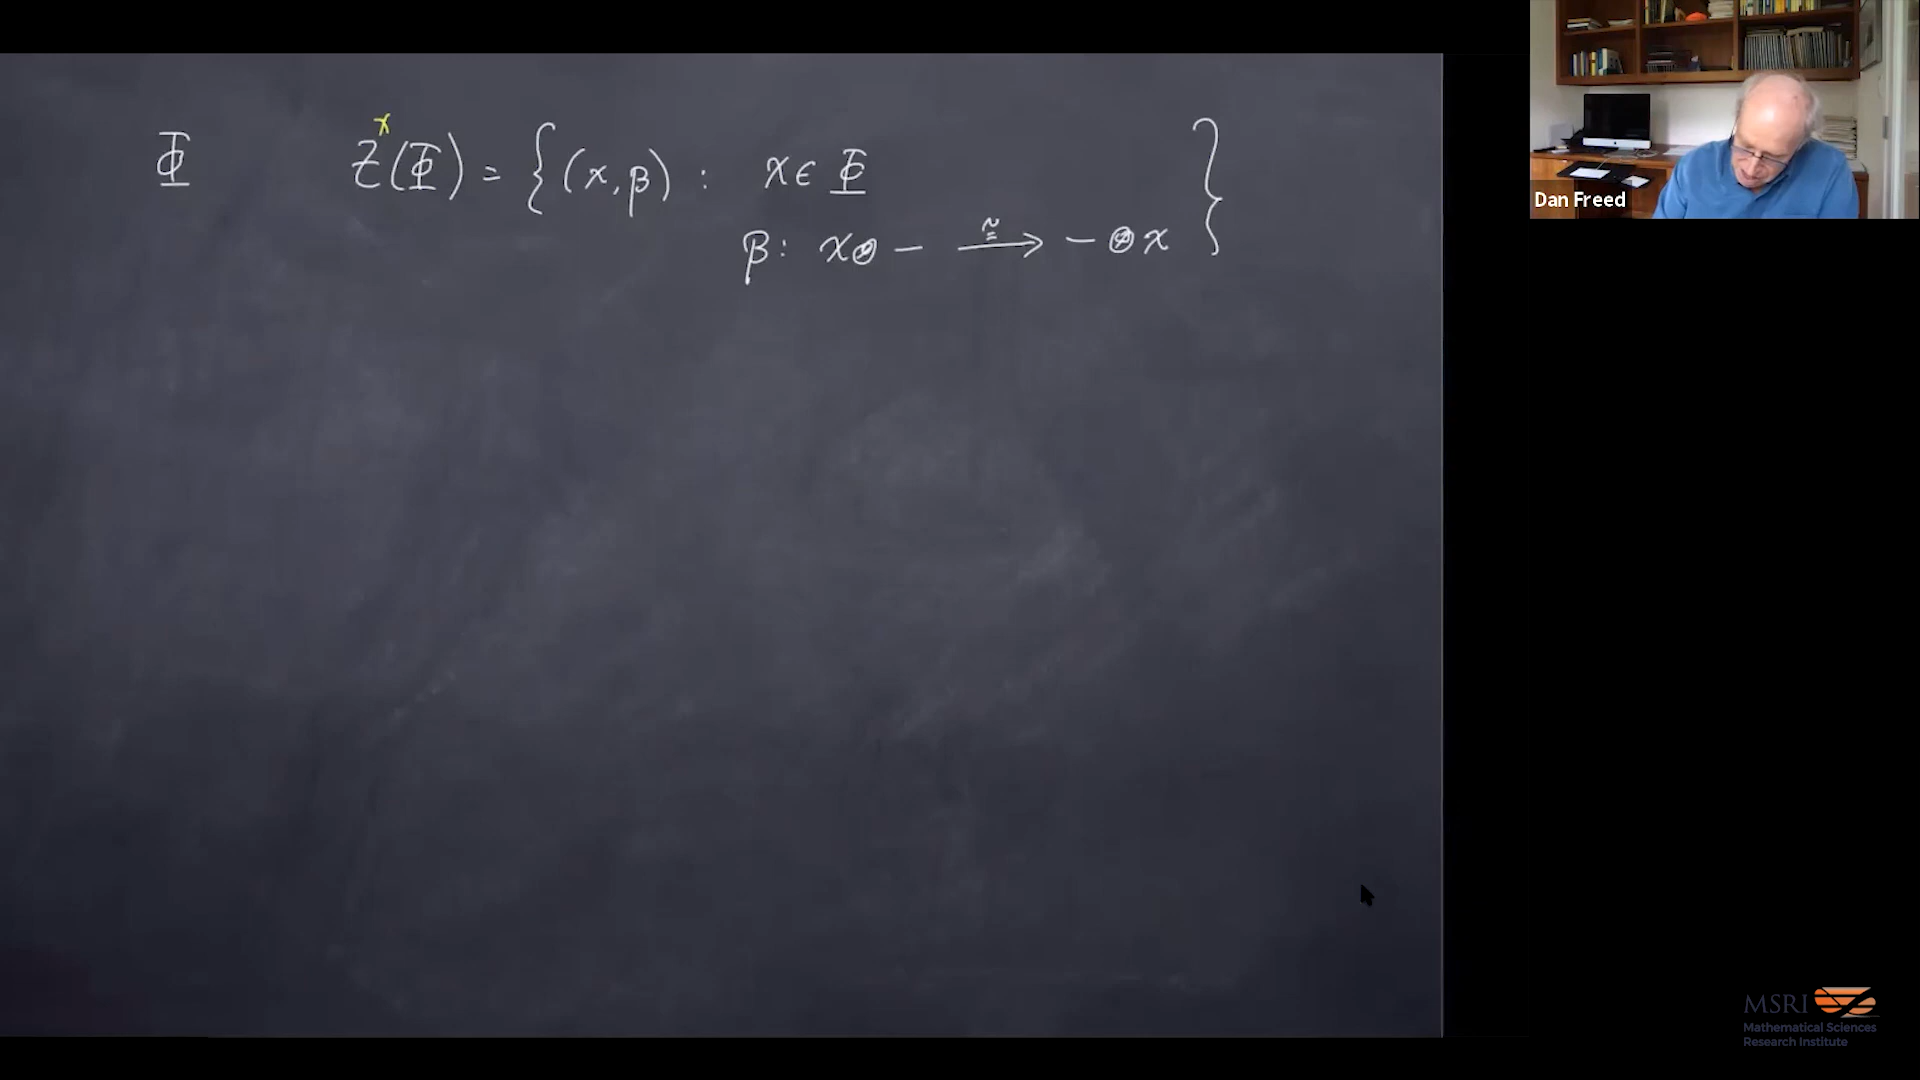 x
Φ Z(Φ) = { (x, β) : x ∈ Φ }
β : x ⊗ – ≅→ – ⊗ x
Dan Freed
MSRI
Mathematical Sciences
Research Institute